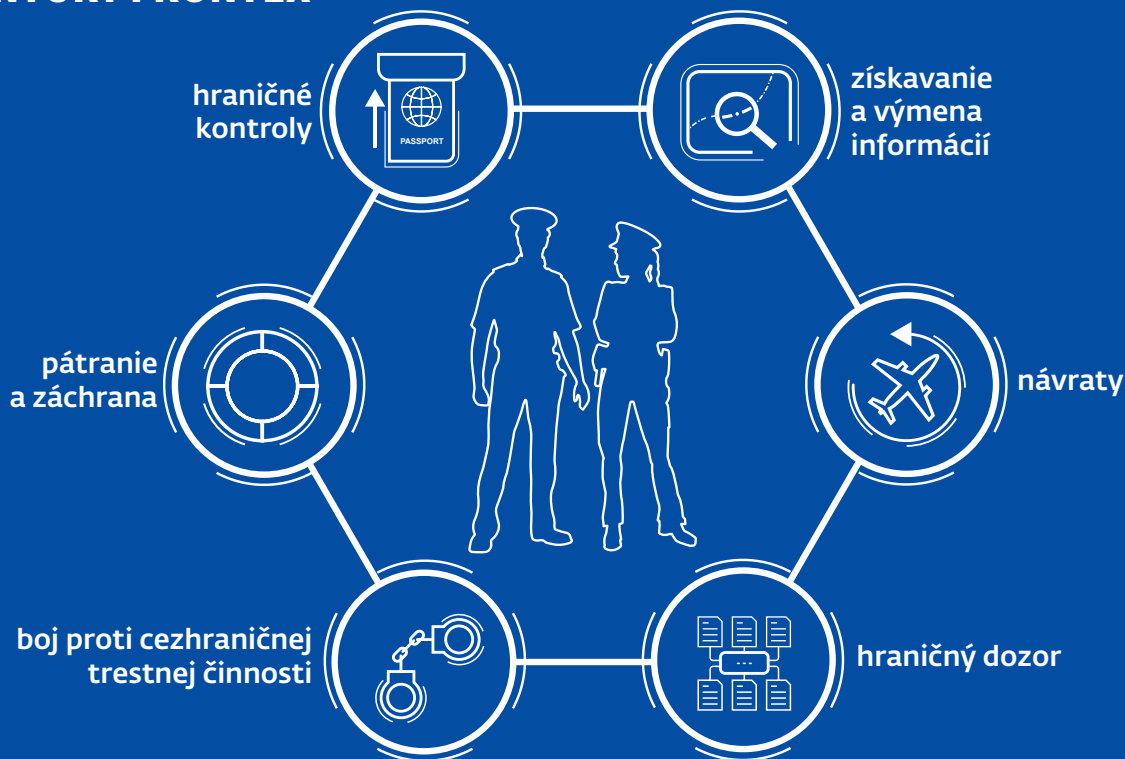 hraničné
kontroly
PASSPORT
získavanie
a výmena
informácií
pátranie
a záchrana
návraty
boj proti cezhraničnej
trestnej činnosti
hraničný dozor